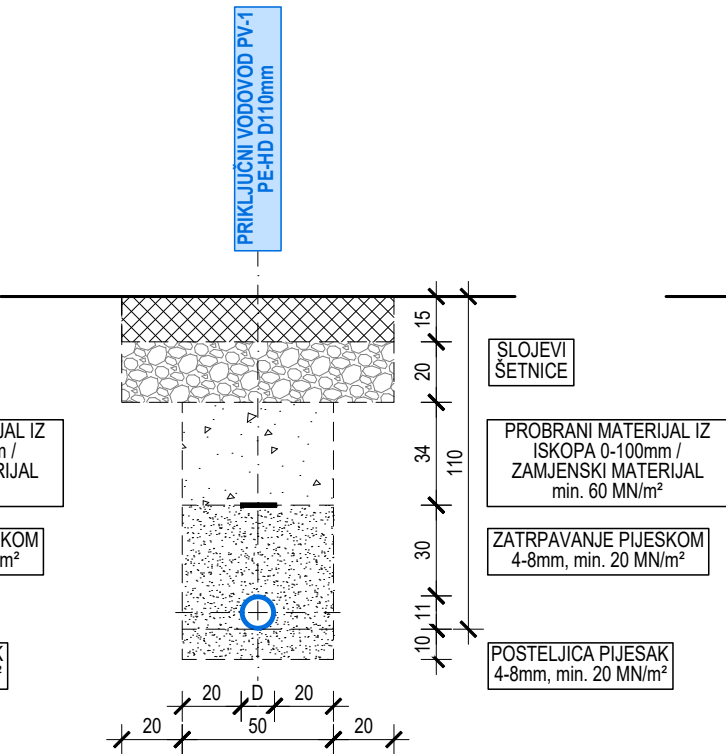 PRIKLJUČNI VODOVOD PV-1
PE-HD D110mm
15
20
34
30
11
10
110
SLOJEVI
ŠETNICE
PROBRANI MATERIJAL IZ
ISKOPA 0-100mm /
ZAMJENSKI MATERIJAL
min. 60 MN/m²
ZATRPAVANJE PIJESKOM
4-8mm, min. 20 MN/m²
POSTELJICA PIJESAK
4-8mm, min. 20 MN/m²
20 D 20
20 50 20